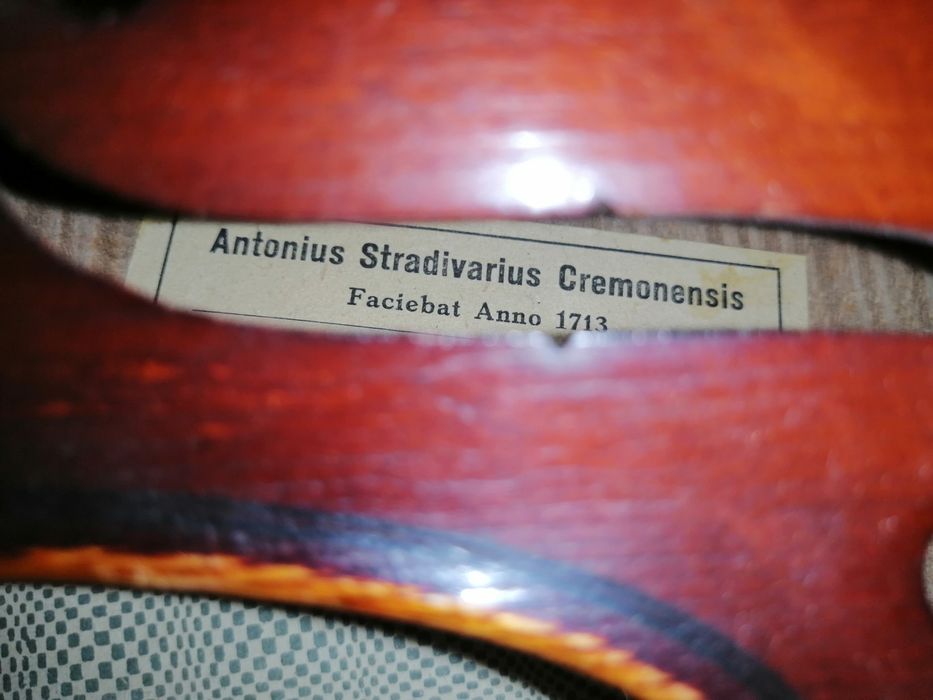 Antonius Stradivarius Cremonensis
Faciebat Anno 1713